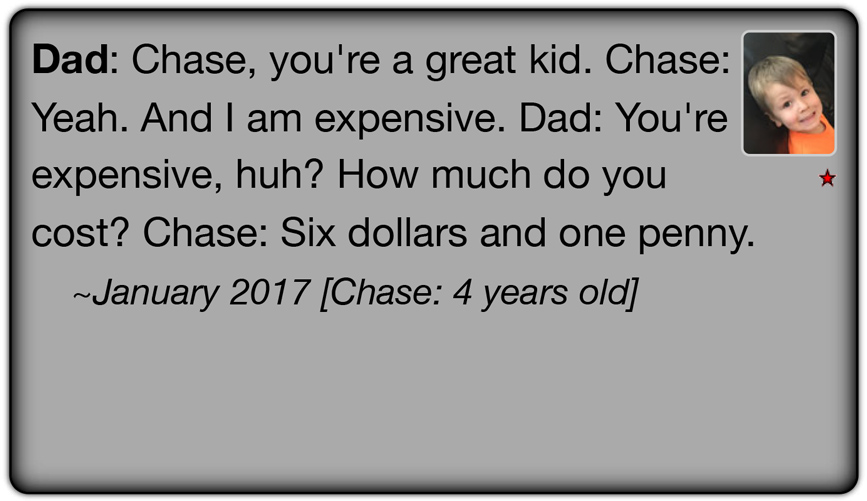 Dad: Chase, you're a great kid. Chase:
Yeah. And I am expensive. Dad: You're
expensive, huh? How much do you
cost? Chase: Six dollars and one penny.
~January 2017 [Chase: 4 years old]